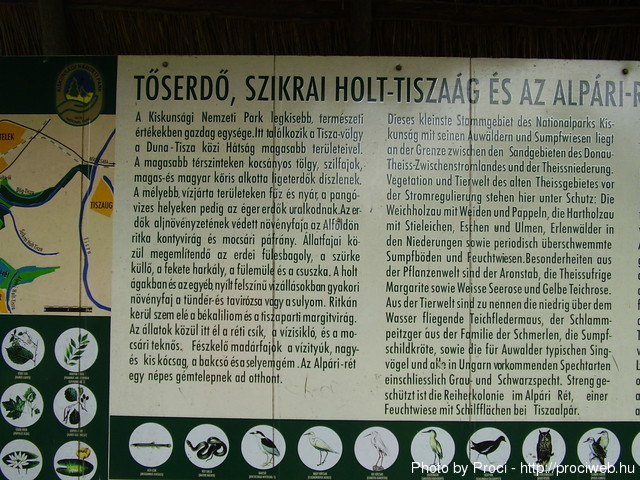 TŐSERDŐ, SZIKRAI HOLT-TISZAÁG ÉS AZ ALPÁRI-R
A Kiskunsági Nemzeti Park legkisebb, természeti
értékekben gazdag egysége.Itt találkozik a Tisza-völgy
a Duna-Tisza közi Hátság magasabb területeivel.
A magasabb térszinteken kocsányos tölgy, szilfajok,
magas-és magyar kőris alkotta ligeterdők díszlenek.
A mélyebb, vízjárta területeken fűz és nyár, a pangó-
vizes helyeken pedig az éger erdők uralkodnak.Az er-
dők aljnövényzetének védett növényfaja az Alföldön
ritka kontyvirág és mocsári páfrány. Állatfajai kö-
zül megemlítendő az erdei fülesbagoly, a szürke
küllő, a fekete harkály, a fülemüle és a csuszka. A holt
ágakban és az egyéb nyílt felszínű vízállásokban gyakori
növényfaj a tündér- és tavirózsa vagy a sulyom. Ritkán
kerül szem elé a békaliliom és a tiszaparti margitvirág.
Az állatok közül itt él a réti csík, a vízisikló, és a mo-
csári teknős. Fészkelő madárfajok a vízityúk, nagy-
és kis kócsag, a bakcsó és a selyemgém. Az Alpári-rét
egy népes gémtelepnek ad otthont.
Dieses kleinste Stammgebiet des Nationalparks Kis-
kunság mit seinen Auwäldern und Sumpfwiesen liegt
an der Grenze zwischen den Sandgebieten des Donau-
Theiss-Zwischenstromlandes und der Theissniederung.
Vegetation und Tierwelt des alten Theissgebietes vor
der Stromregulierung stehen hier unter Schutz: Die
Weichholzau mit Weiden und Pappeln, die Hartholzau
mit Stieleichen, Eschen und Ulmen, Erlenwälder in
den Niederungen sowie periodisch überschwemmte
Sumpfböden und Feuchtwiesen.Besonderheiten aus
der Pflanzenwelt sind der Aronstab, die Theissufrige
Margarite sowie Weisse Seerose und Gelbe Teichrose.
Aus der Tierwelt sind zu nennen die niedrig über dem
Wasser fliegende Teichfledermaus, der Schlamm-
peitzger aus der Familie der Schmerlen, die Sumpf-
schildkröte, sowie die für Auwälder typischen Sing-
vögel und alle in Ungarn vorkommenden Spechtarten
einschliesslich Grau- und Schwarzspecht. Streng ge-
schützt ist die Reiherkolonie im Alpári Rét, einer
Feuchtwiese mit Schilfflächen bei Tiszaalpár.
TELEK
TISZAUG
Photo by Proci - http://prociweb.hu